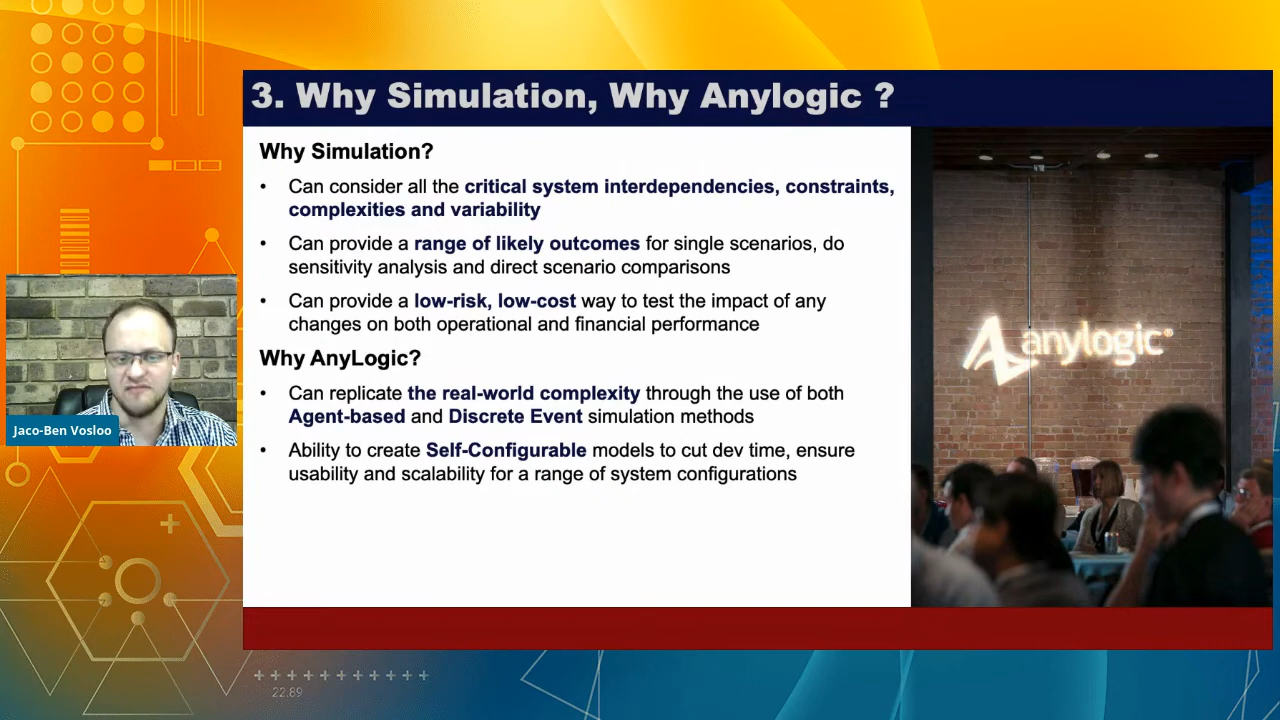 3. Why Simulation, Why Anylogic ?
Why Simulation?
• Can consider all the critical system interdependencies, constraints,
complexities and variability
• Can provide a range of likely outcomes for single scenarios, do
sensitivity analysis and direct scenario comparisons
• Can provide a low-risk, low-cost way to test the impact of any
changes on both operational and financial performance
Why AnyLogic?
• Can replicate the real-world complexity through the use of both
Agent-based and Discrete Event simulation methods
• Ability to create Self-Configurable models to cut dev time, ensure
usability and scalability for a range of system configurations
anylogic®
Jaco-Ben Vosloo
22,89